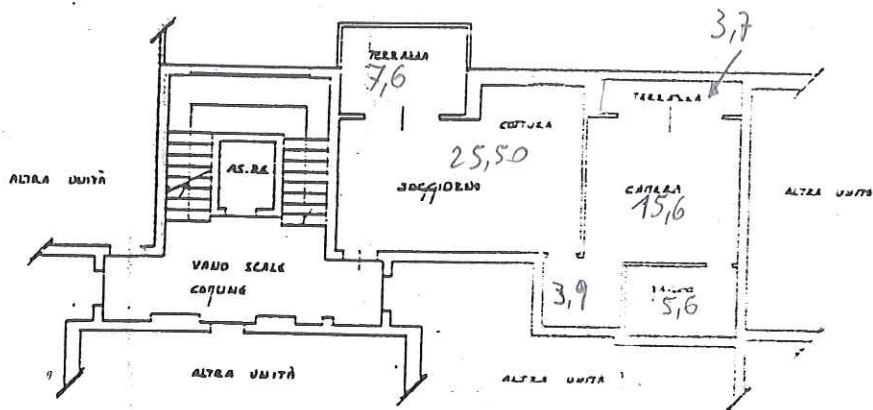 3,7
TERRAZZA
7,6
TERRAZZA
COTTURA
25,50
AS.RE
ALTRA UNITÀ
SOGGIORNO
CAMERA
15,6
ALTRA UNITÀ
VANO SCALE
COMUNE
3,9
5,6
ALTRA UNITÀ
ALTRA UNITÀ